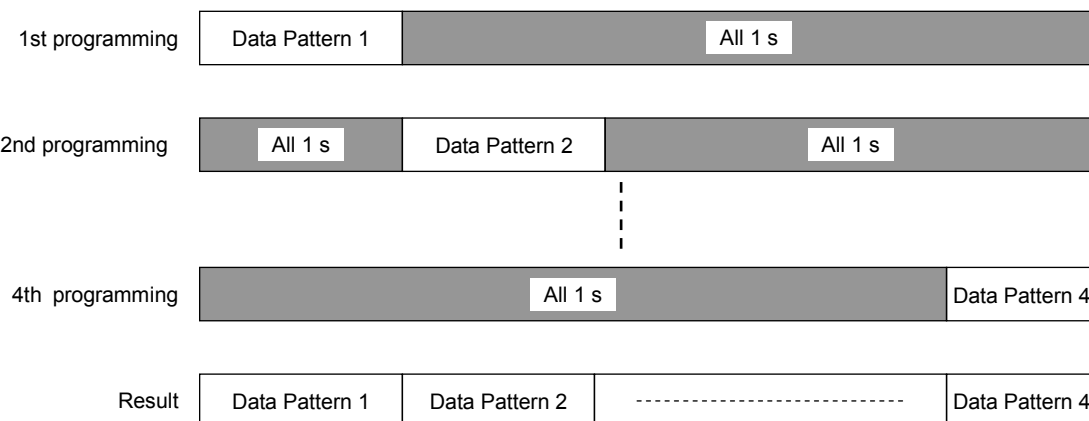 1st programming
Data Pattern 1
All 1 s
2nd programming
All 1 s
Data Pattern 2
All 1 s
4th programming
All 1 s
Data Pattern 4
Result
Data Pattern 1
Data Pattern 2
Data Pattern 4